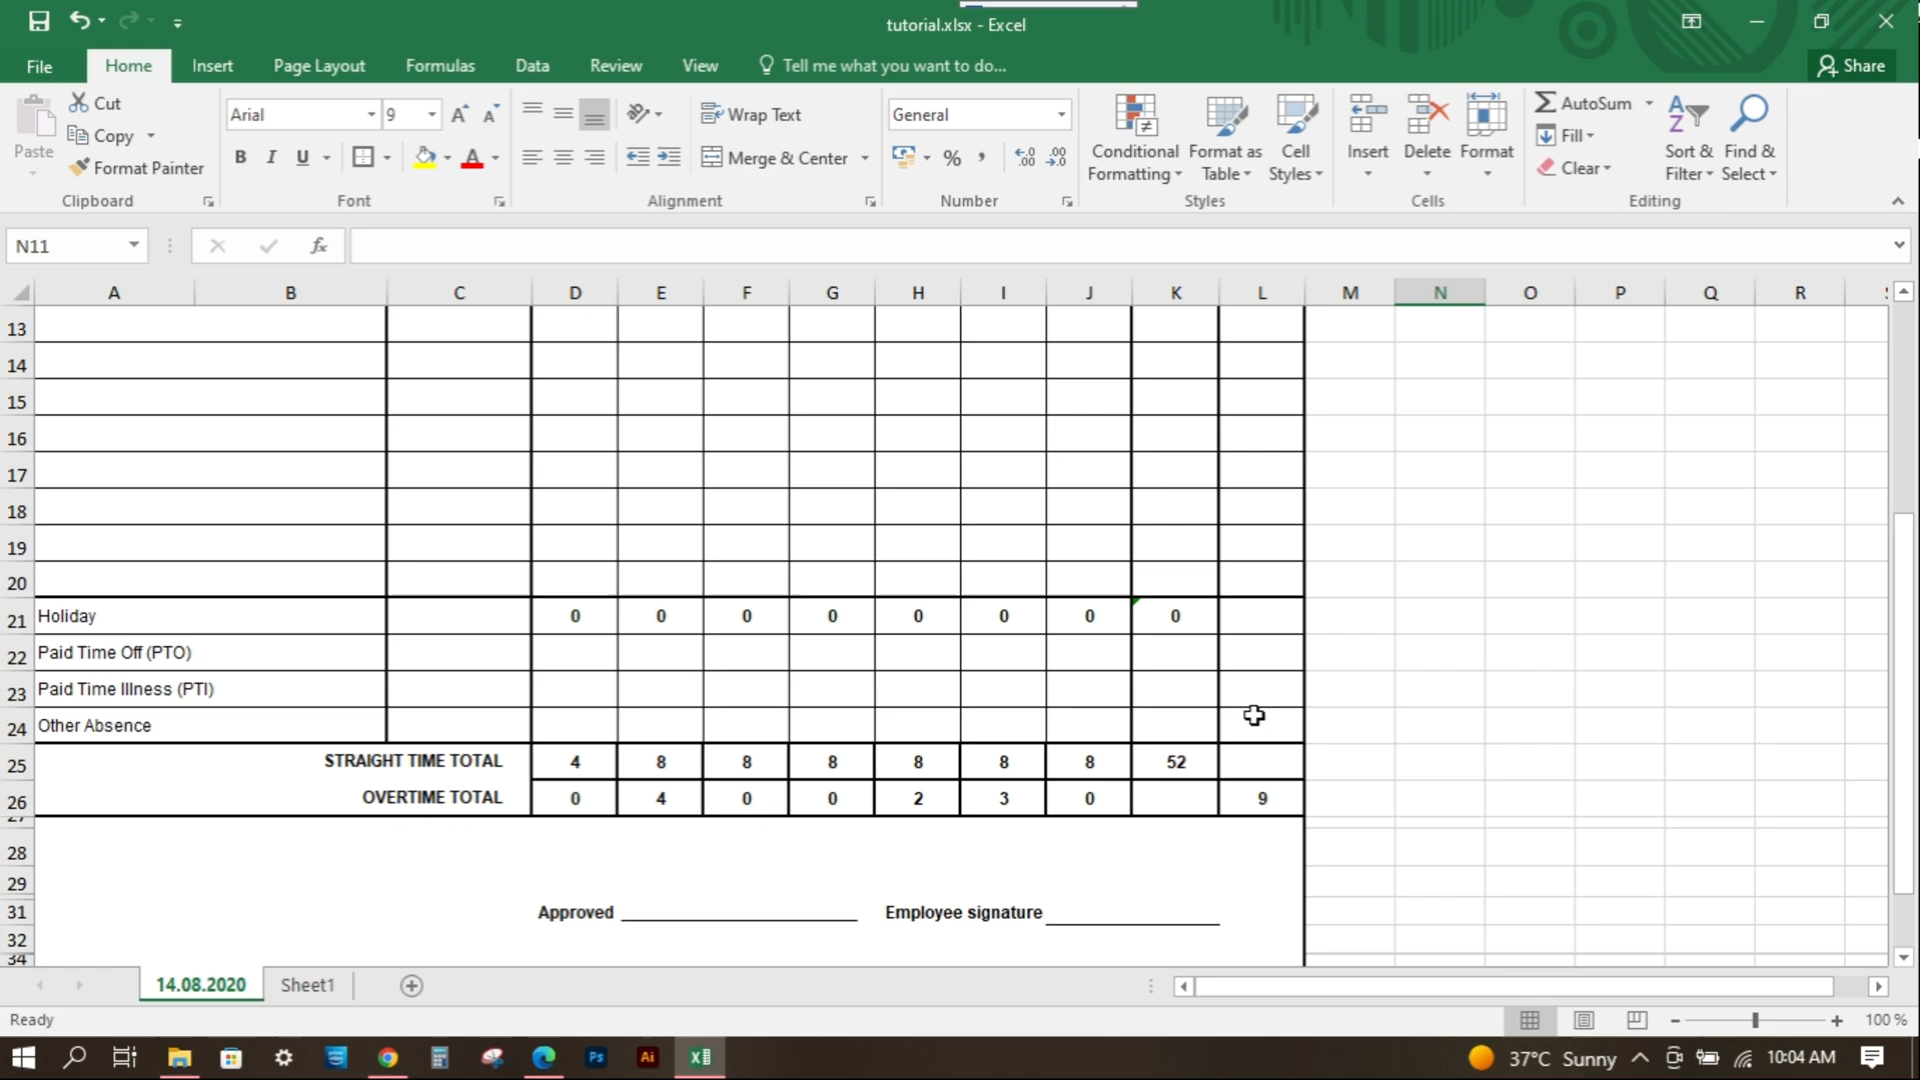 tutorial.xlsx - Excel
File Home Insert Page Layout Formulas Data Review View Tell me what you want to do... Share
Paste Cut Copy Format Painter
Arial 9
B I U
Wrap Text
Merge & Center
General
Conditional Formatting
Format as Table
Cell Styles
Insert Delete Format
AutoSum Fill Clear
Sort & Filter
Find & Select
Clipboard Font Alignment Number Styles Cells Editing
N11 fx
A B C D E F G H I J K L M N O P Q R
13
14
15
16
17
18
19
20
21 Holiday 0 0 0 0 0 0 0 0
22 Paid Time Off (PTO)
23 Paid Time Illness (PTI)
24 Other Absence
25 STRAIGHT TIME TOTAL 4 8 8 8 8 8 8 52
26 OVERTIME TOTAL 0 4 0 0 2 3 0 9
27
28
29
31 Approved Employee signature
32
34
14.08.2020 Sheet1
Ready 100 %
Ps Ai 37°C Sunny 10:04 AM